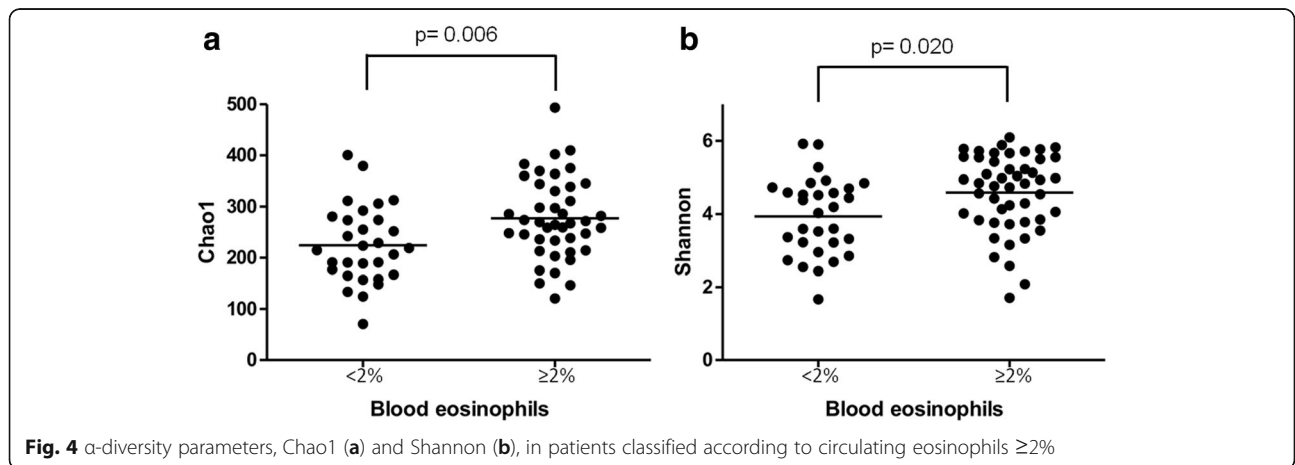 a
p= 0.006
500
400
300
200
100
0
Chao1
<2%
≥2%
Blood eosinophils
b
p= 0.020
6
4
2
0
Shannon
<2%
≥2%
Blood eosinophils
Fig. 4 α-diversity parameters, Chao1 (a) and Shannon (b), in patients classified according to circulating eosinophils ≥2%